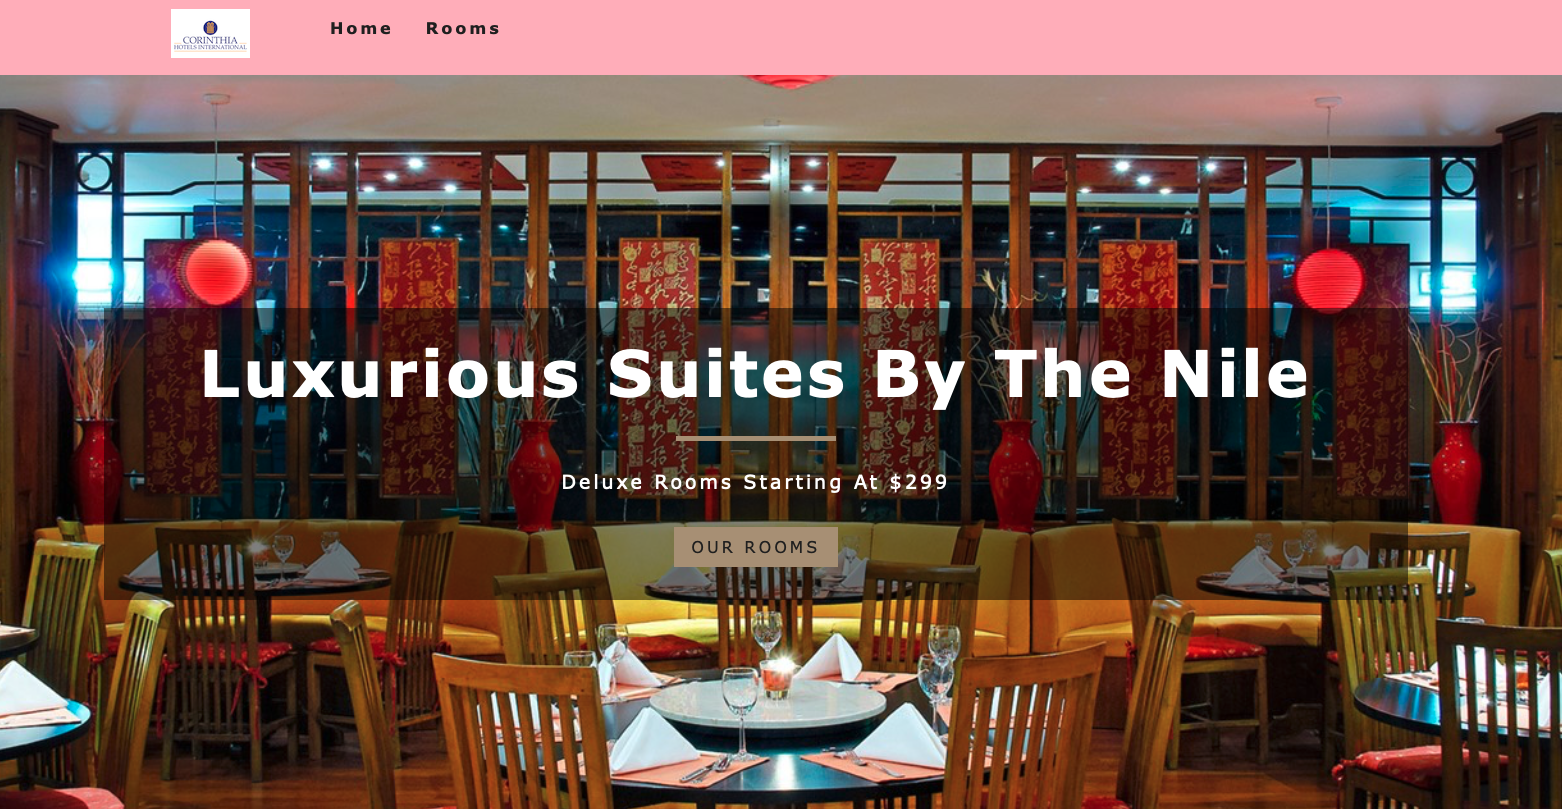 CORINTHIA
HOTELS INTERNATIONAL
Home Rooms
Luxurious Suites By The Nile
Deluxe Rooms Starting At $299
OUR ROOMS